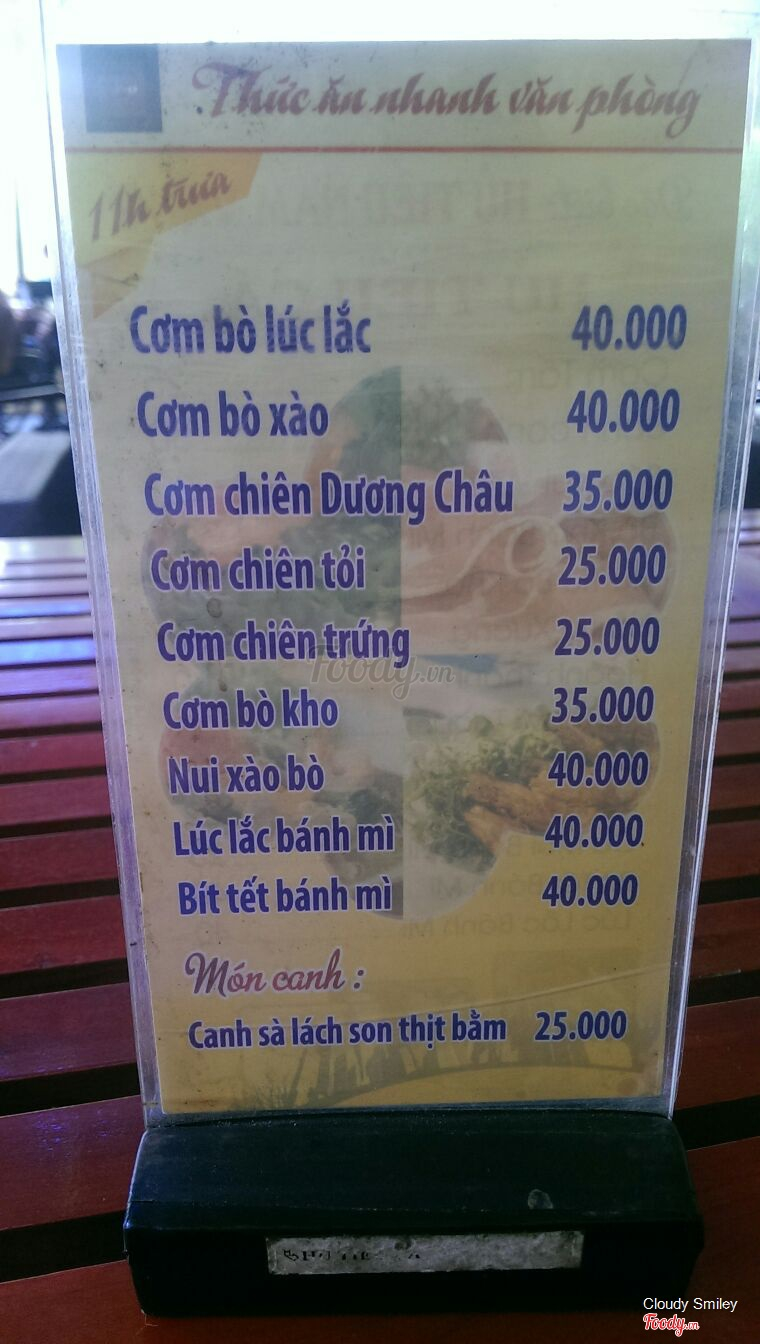 Thức ăn nhanh văn phòng
11h trưa
Cơm bò lúc lắc 40.000
Cơm bò xào 40.000
Cơm chiên Dương Châu 35.000
Cơm chiên tỏi 25.000
Cơm chiên trứng 25.000
Foody.vn
Cơm bò kho 35.000
Nui xào bò 40.000
Lúc lắc bánh mì 40.000
Bít tết bánh mì 40.000
Món canh :
Canh sà lách son thịt bằm 25.000
Cloudy Smiley
Foody.vn